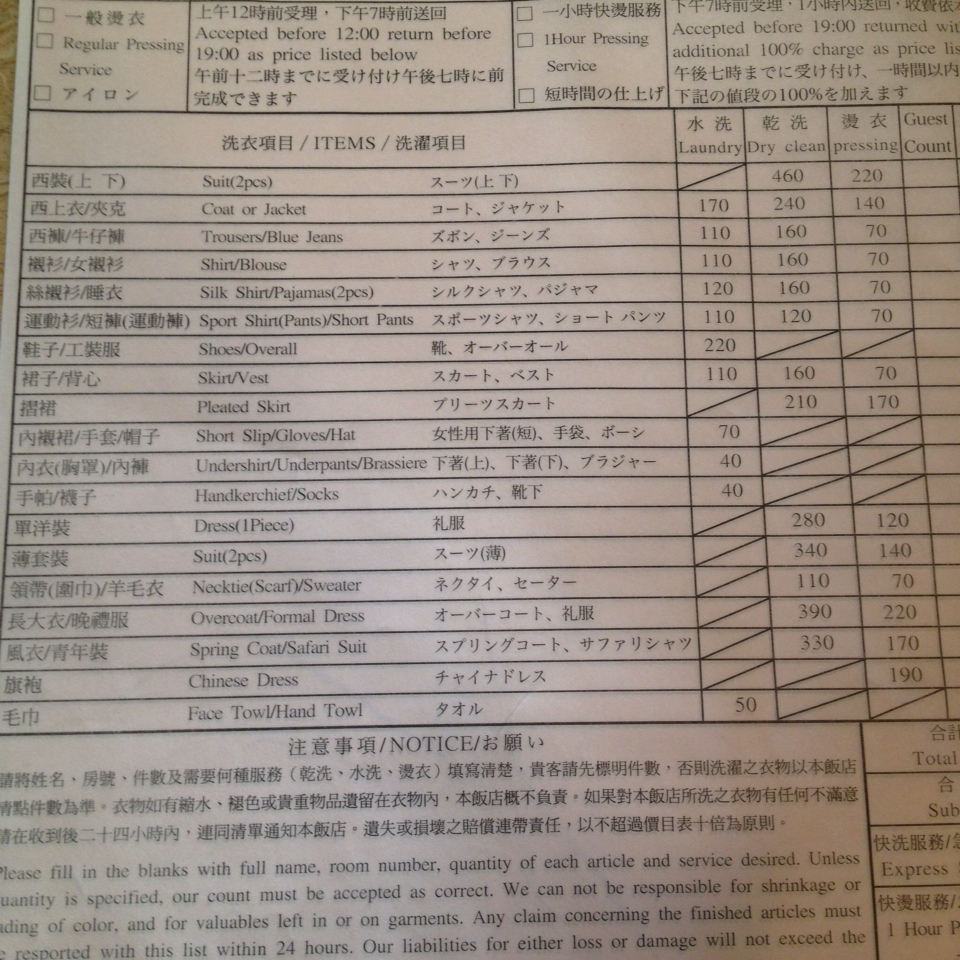 一般燙衣
Regular Pressing
Service
アイロン
上午12時前受理，下午7時前送回
Accepted before 12:00 return before
19:00 as price listed below
午前十二時までに受け付け午後七時に前
完成できます
一小時快燙服務
1Hour Pressing
Service
短時間の仕上げ
下午7時前受理，1小時內送回，收費依
Accepted before 19:00 returned
additional 100% charge as price
午後七時までに受け付け、一時間以内
下記の値段の100%を加えます
洗衣項目 / ITEMS / 洗濯項目
水洗 乾洗 燙衣 Guest
Laundry Dry clean pressing Count
西裝(上 下) Suit(2pcs) スーツ(上 下) 460 220
西上衣/夾克 Coat or Jacket コート、ジャケット 170 240 140
西褲/牛仔褲 Trousers/Blue Jeans ズボン、ジーンズ 110 160 70
襯衫/女襯衫 Shirt/Blouse シャツ、ブラウス 110 160 70
絲襯衫/睡衣 Silk Shirt/Pajamas(2pcs) シルクシャツ、パジャマ 120 160 70
運動衫/短褲(運動褲) Sport Shirt(Pants)/Short Pants スポーツシャツ、ショート パンツ 110 120 70
鞋子/工裝服 Shoes/Overall 靴、オーバーオール 220
裙子/背心 Skirt/Vest スカート、ベスト 110 160 70
摺裙 Pleated Skirt プリーツスカート 210 170
內襯裙/手套/帽子 Short Slip/Gloves/Hat 女性用下著(短)、手袋、ボーシ 70
內衣(胸罩)/內褲 Undershirt/Underpants/Brassiere 下著(上)、下著(下)、ブラジャー 40
手帕/襪子 Handkerchief/Socks ハンカチ、靴下 40
單洋裝 Dress(1Piece) 礼服 280 120
薄套裝 Suit(2pcs) スーツ(薄) 340 140
領帶(圍巾)/羊毛衣 Necktie(Scarf)/Sweater ネクタイ、セーター 110 70
長大衣/晚禮服 Overcoat/Formal Dress オーバーコート、礼服 390 220
風衣/青年裝 Spring Coat/Safari Suit スプリングコート、サファリシャツ 330 170
旗袍 Chinese Dress チャイナドレス 190
毛巾 Face Towl/Hand Towl タオル 50
注意事項/NOTICE/お願い
請將姓名、房號、件數及需要何種服務（乾洗、水洗、燙衣）填寫清楚，貴客請先標明件數，否則洗濯之衣物以本飯店
清點件數為準。衣物如有縮水、褪色或貴重物品遺留在衣物內，本飯店概不負責。如果對本飯店所洗之衣物有任何不滿意
請在收到後二十四小時內，連同清單通知本飯店。遺失或損壞之賠償連帶責任，以不超過價目表十倍為原則。
Please fill in the blanks with full name, room number, quantity of each article and service desired. Unless
quantity is specified, our count must be accepted as correct. We can not be responsible for shrinkage or
ading of color, and for valuables left in or on garments. Any claim concerning the finished articles must
e reported with this list within 24 hours. Our liabilities for either loss or damage will not exceed the
合計
Total
合
Sub
快洗服務/
Express
快燙服務/
1 Hour P